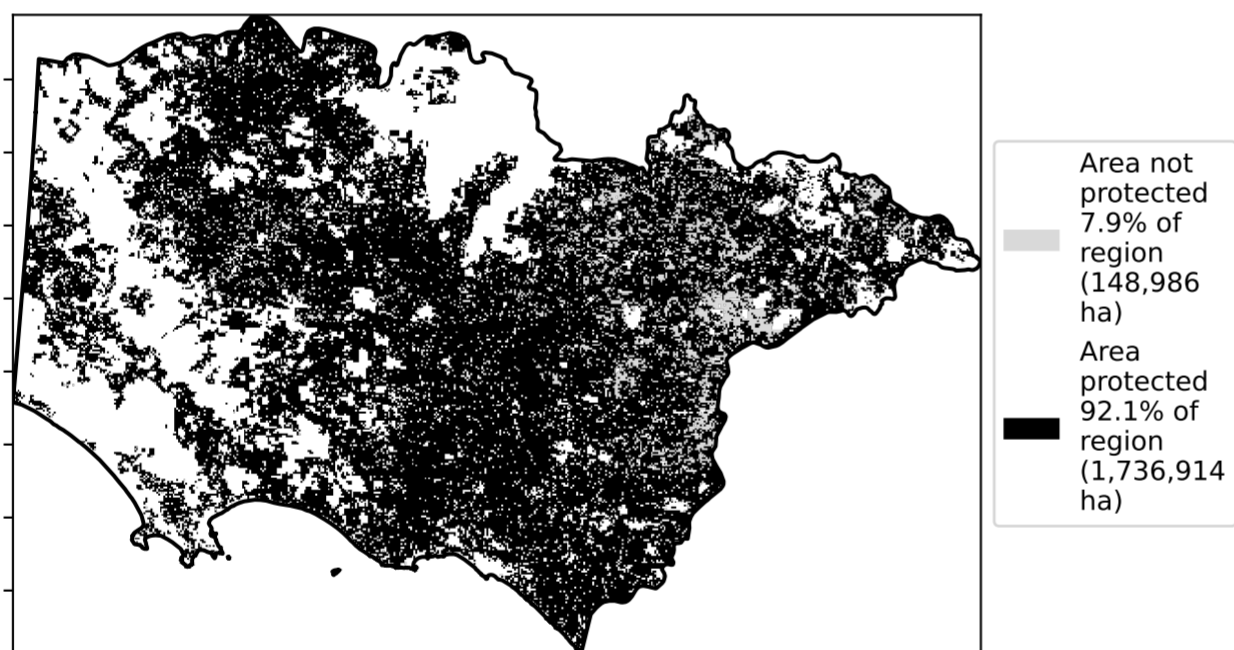 Area not
protected
7.9% of
region
(148,986
ha)
Area
protected
92.1% of
region
(1,736,914
ha)